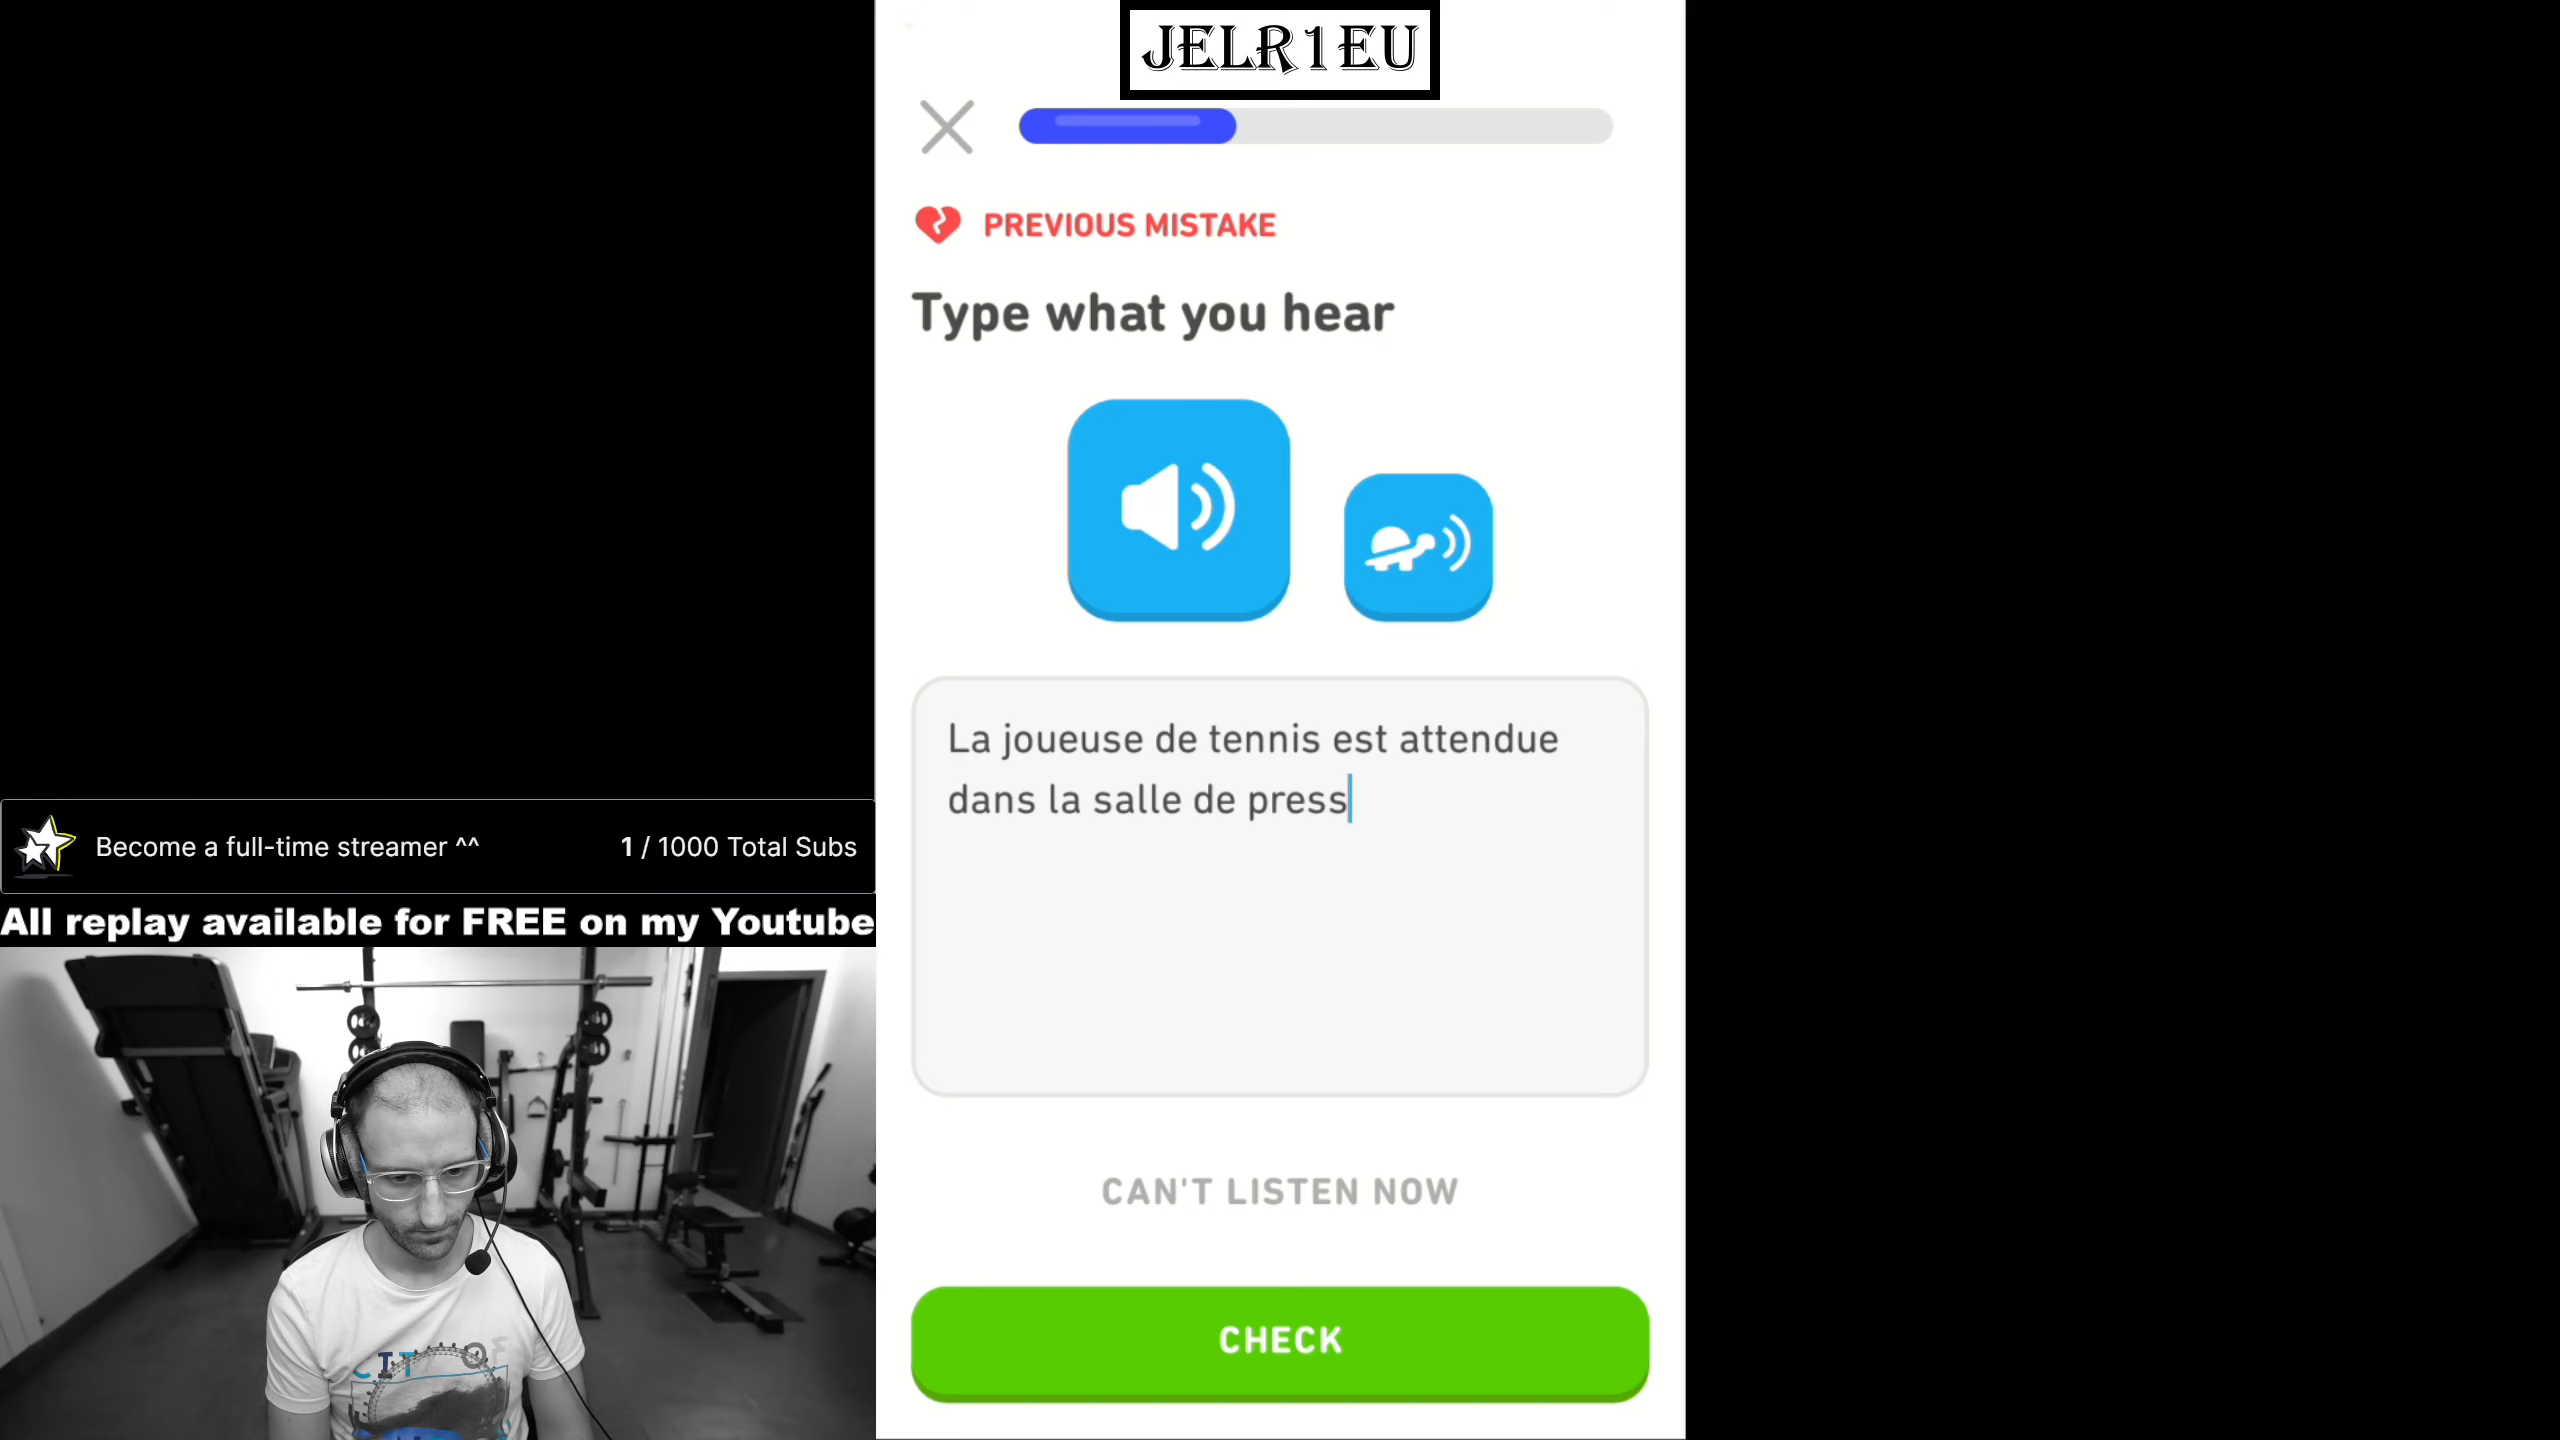 JELR1EU
PREVIOUS MISTAKE
Type what you hear
La joueuse de tennis est attendue
dans la salle de press
CAN'T LISTEN NOW
CHECK
Become a full-time streamer ^^
1 / 1000 Total Subs
All replay available for FREE on my Youtube
CIT